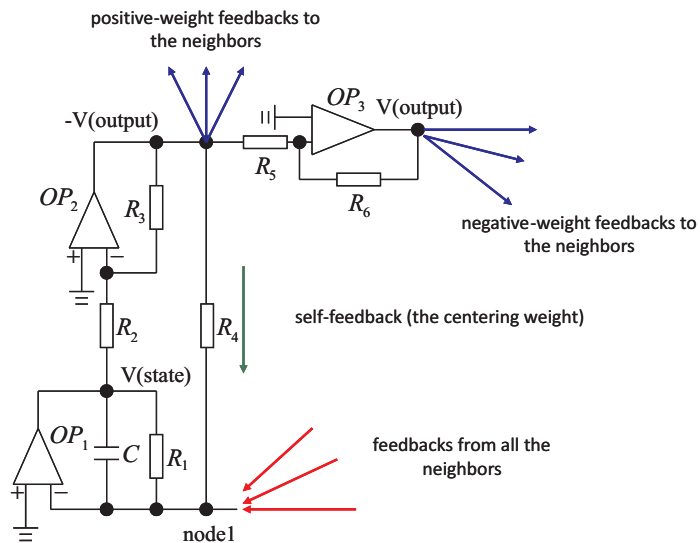 positive-weight feedbacks to
the neighbors
-V(output)
OP₃
V(output)
R₅
R₆
OP₂
R₃
+
−
negative-weight feedbacks to
the neighbors
R₂
R₄
self-feedback (the centering weight)
V(state)
OP₁
C
R₁
feedbacks from all the
neighbors
+
−
node1